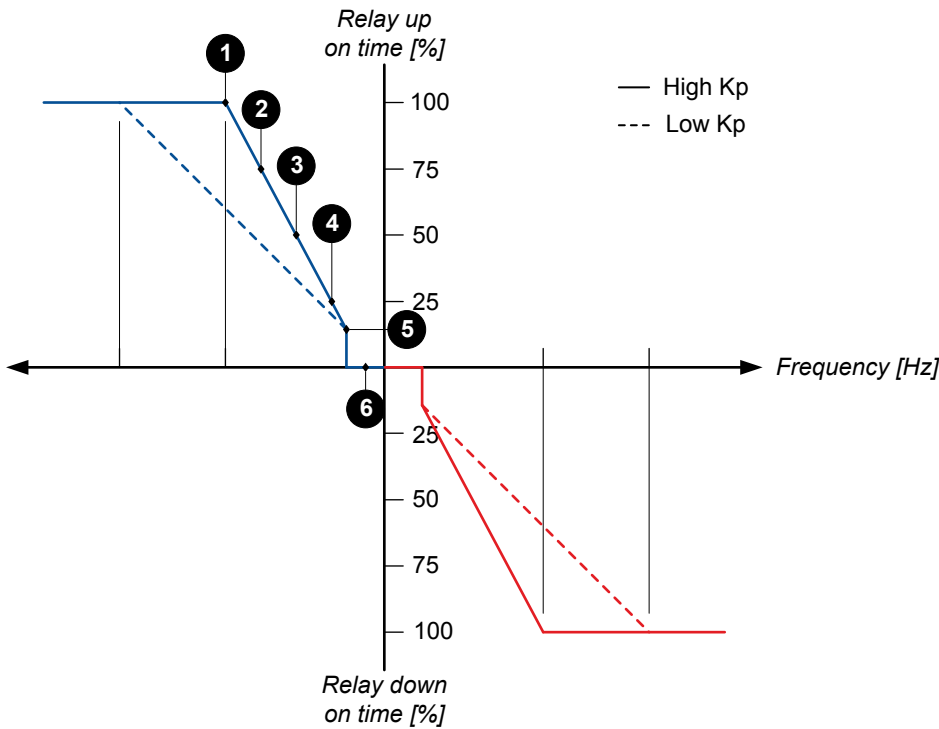 Relay up
on time [%]
1
100
High Kp
2
Low Kp
75
3
50
4
25
5
Frequency [Hz]
6
25
50
75
100
Relay down
on time [%]